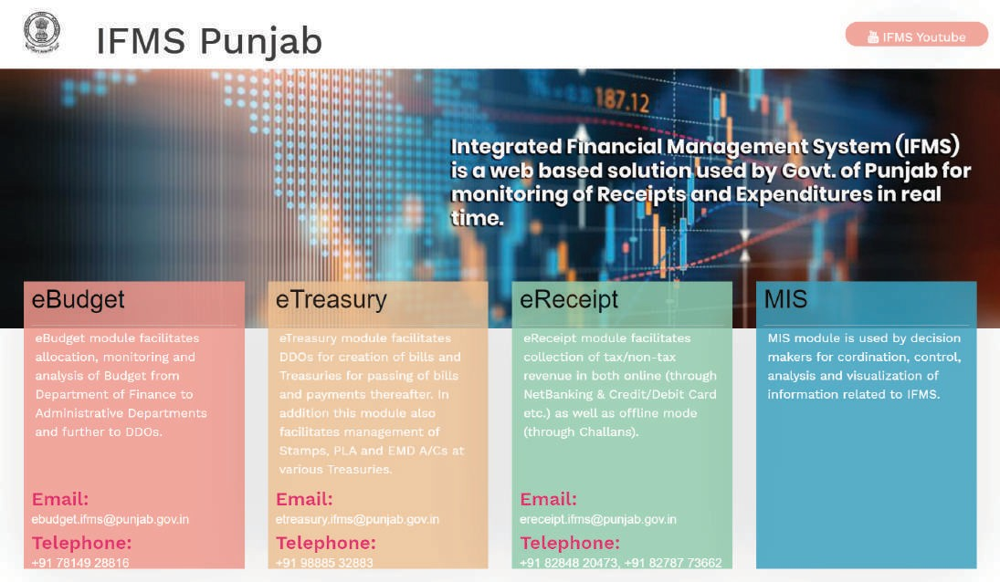 IFMS Punjab
IFMS Youtube
187.12
Integrated Financial Management System (IFMS)
is a web based solution used by Govt. of Punjab for
monitoring of Receipts and Expenditures in real
time.
eBudget
eBudget module facilitates
allocation, monitoring and
analysis of Budget from
Department of Finance to
Administrative Departments
and further to DDOs.
Email:
ebudget.ifms@punjab.gov.in
Telephone:
+91 78149 28816
eTreasury
eTreasury module facilitates
DDOs for creation of bills and
Treasuries for passing of bills
and payments thereafter. In
addition this module also
facilitates management of
Stamps, PLA and EMD A/Cs at
various Treasuries.
Email:
etreasury.ifms@punjab.gov.in
Telephone:
+91 98885 32883
eReceipt
eReceipt module facilitates
collection of tax/non-tax
revenue in both online (through
NetBanking & Credit/Debit Card
etc.) as well as offline mode
(through Challans).
Email:
ereceipt.ifms@punjab.gov.in
Telephone:
+91 82848 20473, +91 82787 73662
MIS
MIS module is used by decision
makers for cordination, control,
analysis and visualization of
information related to IFMS.